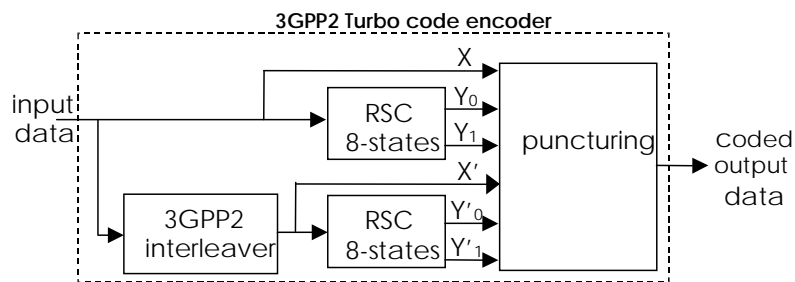 3GPP2 Turbo code encoder
input
data
X
RSC
8-states
Y0
Y1
X'
3GPP2
interleaver
RSC
8-states
Y'0
Y'1
puncturing
coded
output
data